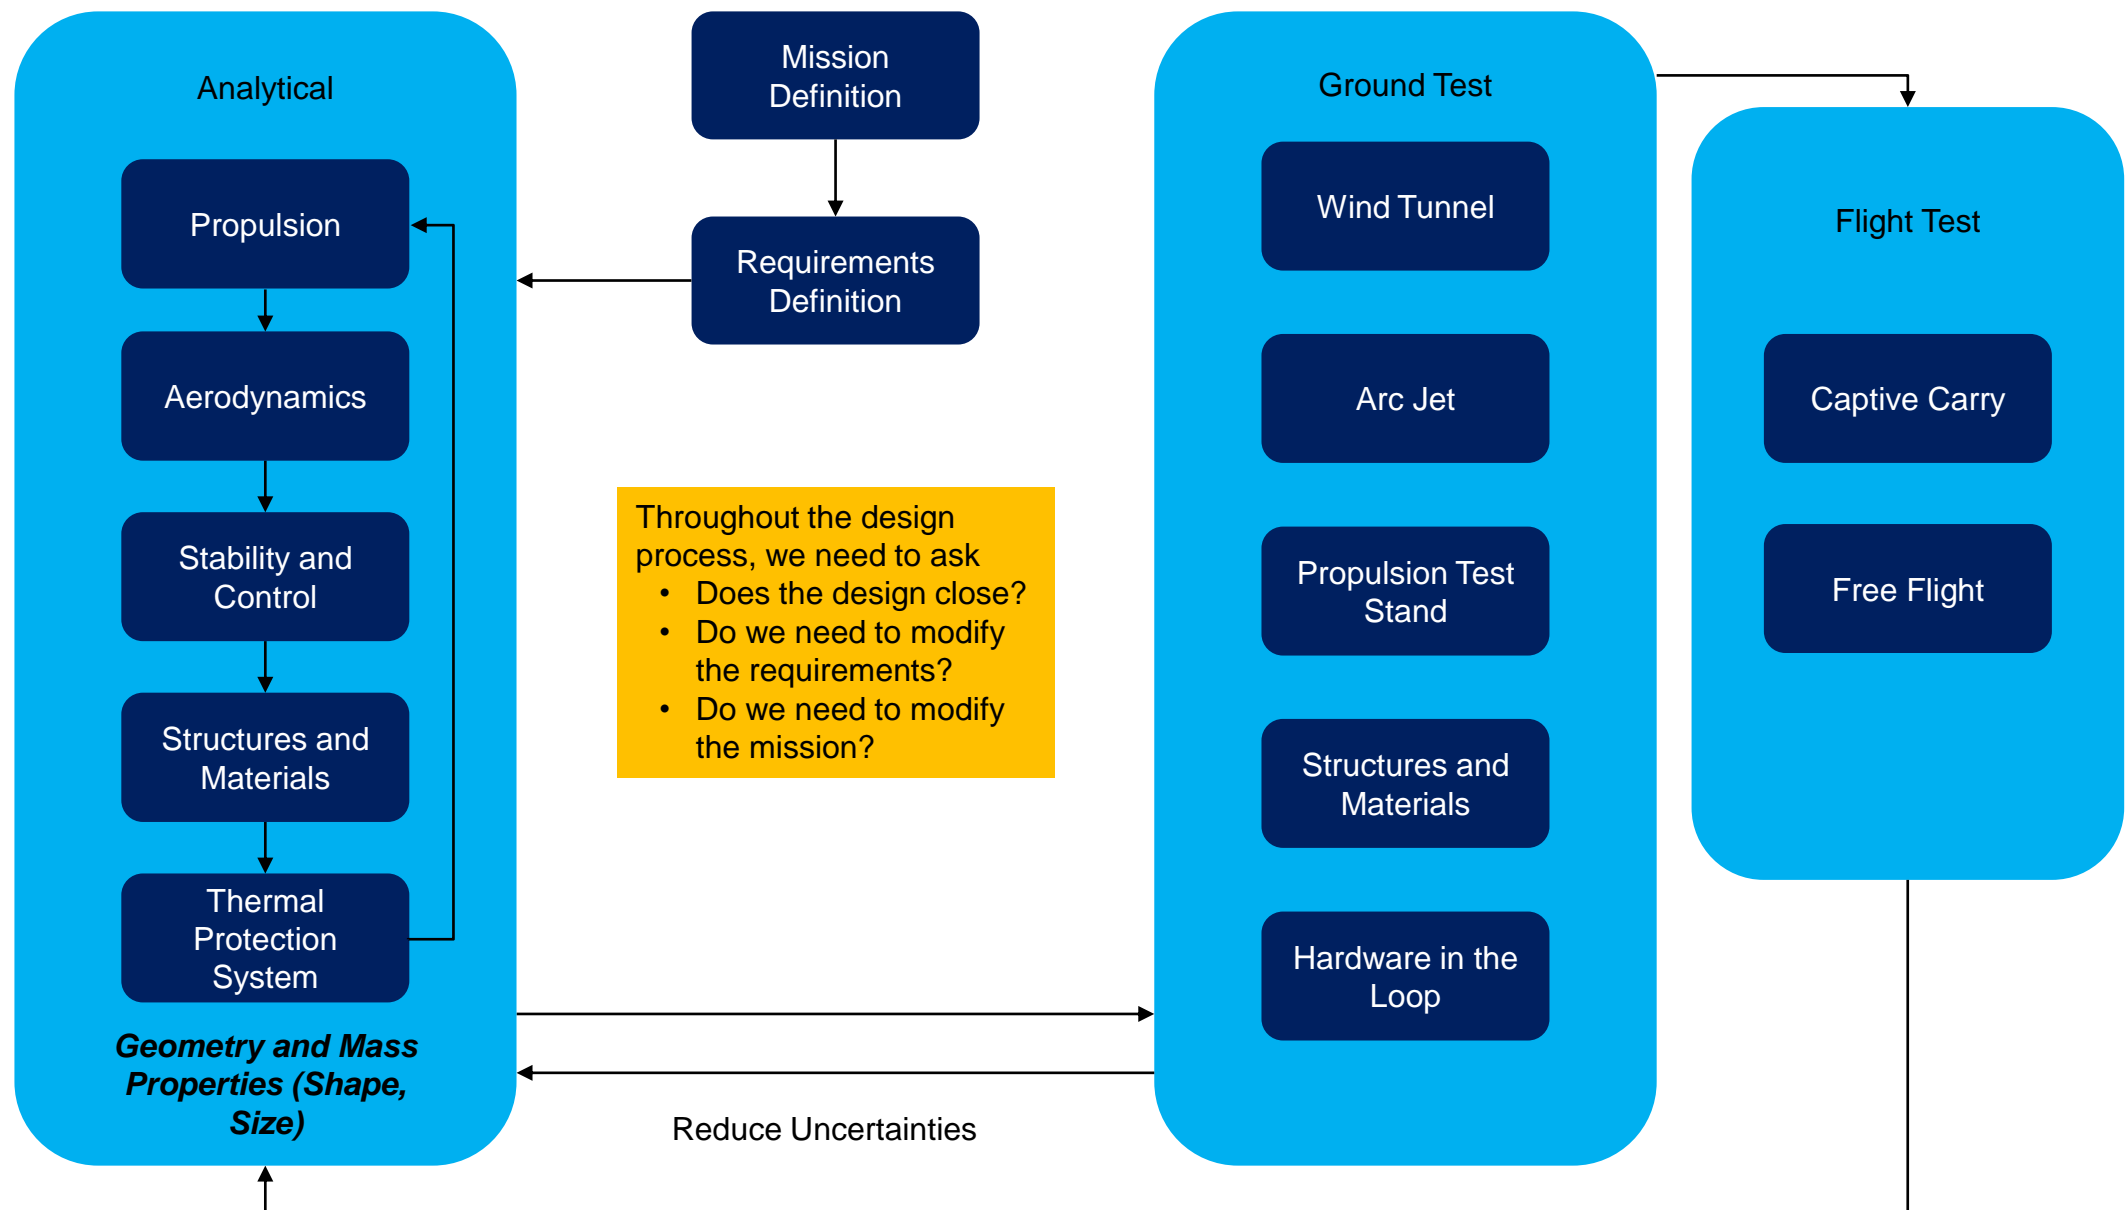 Analytical
Propulsion
Aerodynamics
Stability and
Control
Structures and
Materials
Thermal
Protection
System
Geometry and Mass
Properties (Shape,
Size)
Mission
Definition
Requirements
Definition
Throughout the design
process, we need to ask
• Does the design close?
• Do we need to modify
the requirements?
• Do we need to modify
the mission?
Reduce Uncertainties
Ground Test
Wind Tunnel
Arc Jet
Propulsion Test
Stand
Structures and
Materials
Hardware in the
Loop
Flight Test
Captive Carry
Free Flight